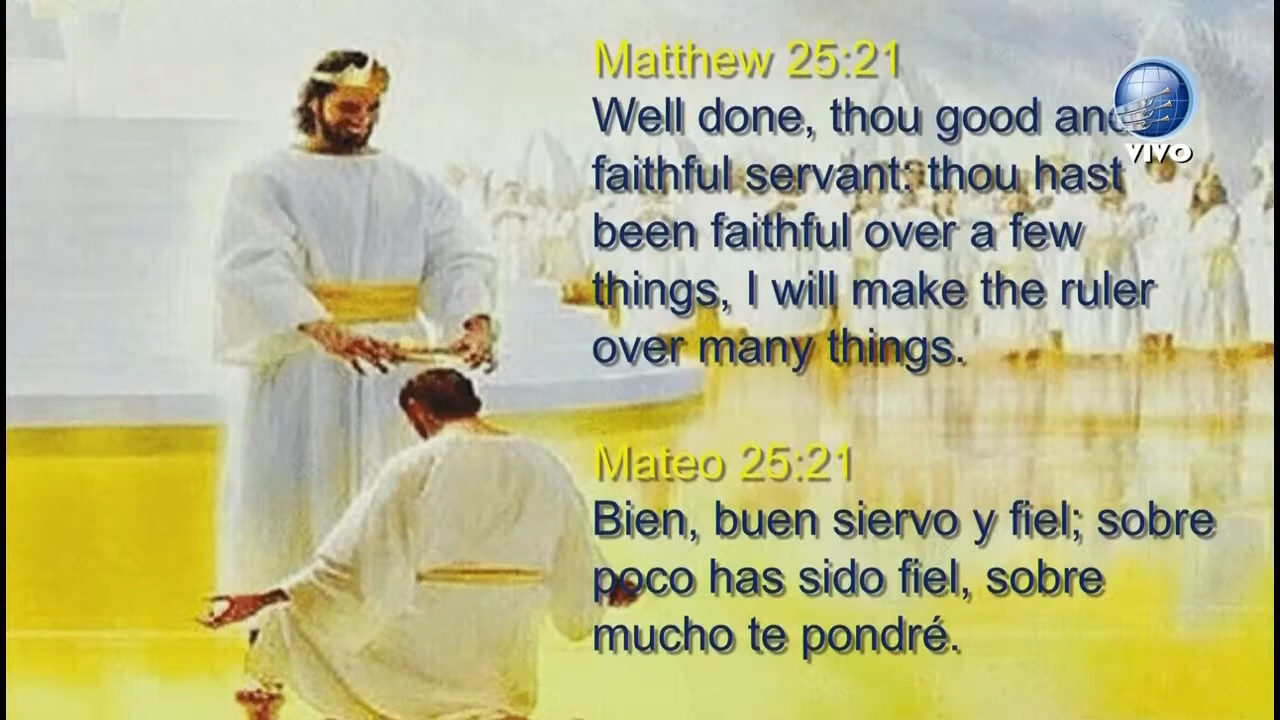 Matthew 25:21
Well done, thou good and
faithful servant: thou hast
been faithful over a few
things, I will make the ruler
over many things.
Mateo 25:21
Bien, buen siervo y fiel; sobre
poco has sido fiel, sobre
mucho te pondré.
VIVO